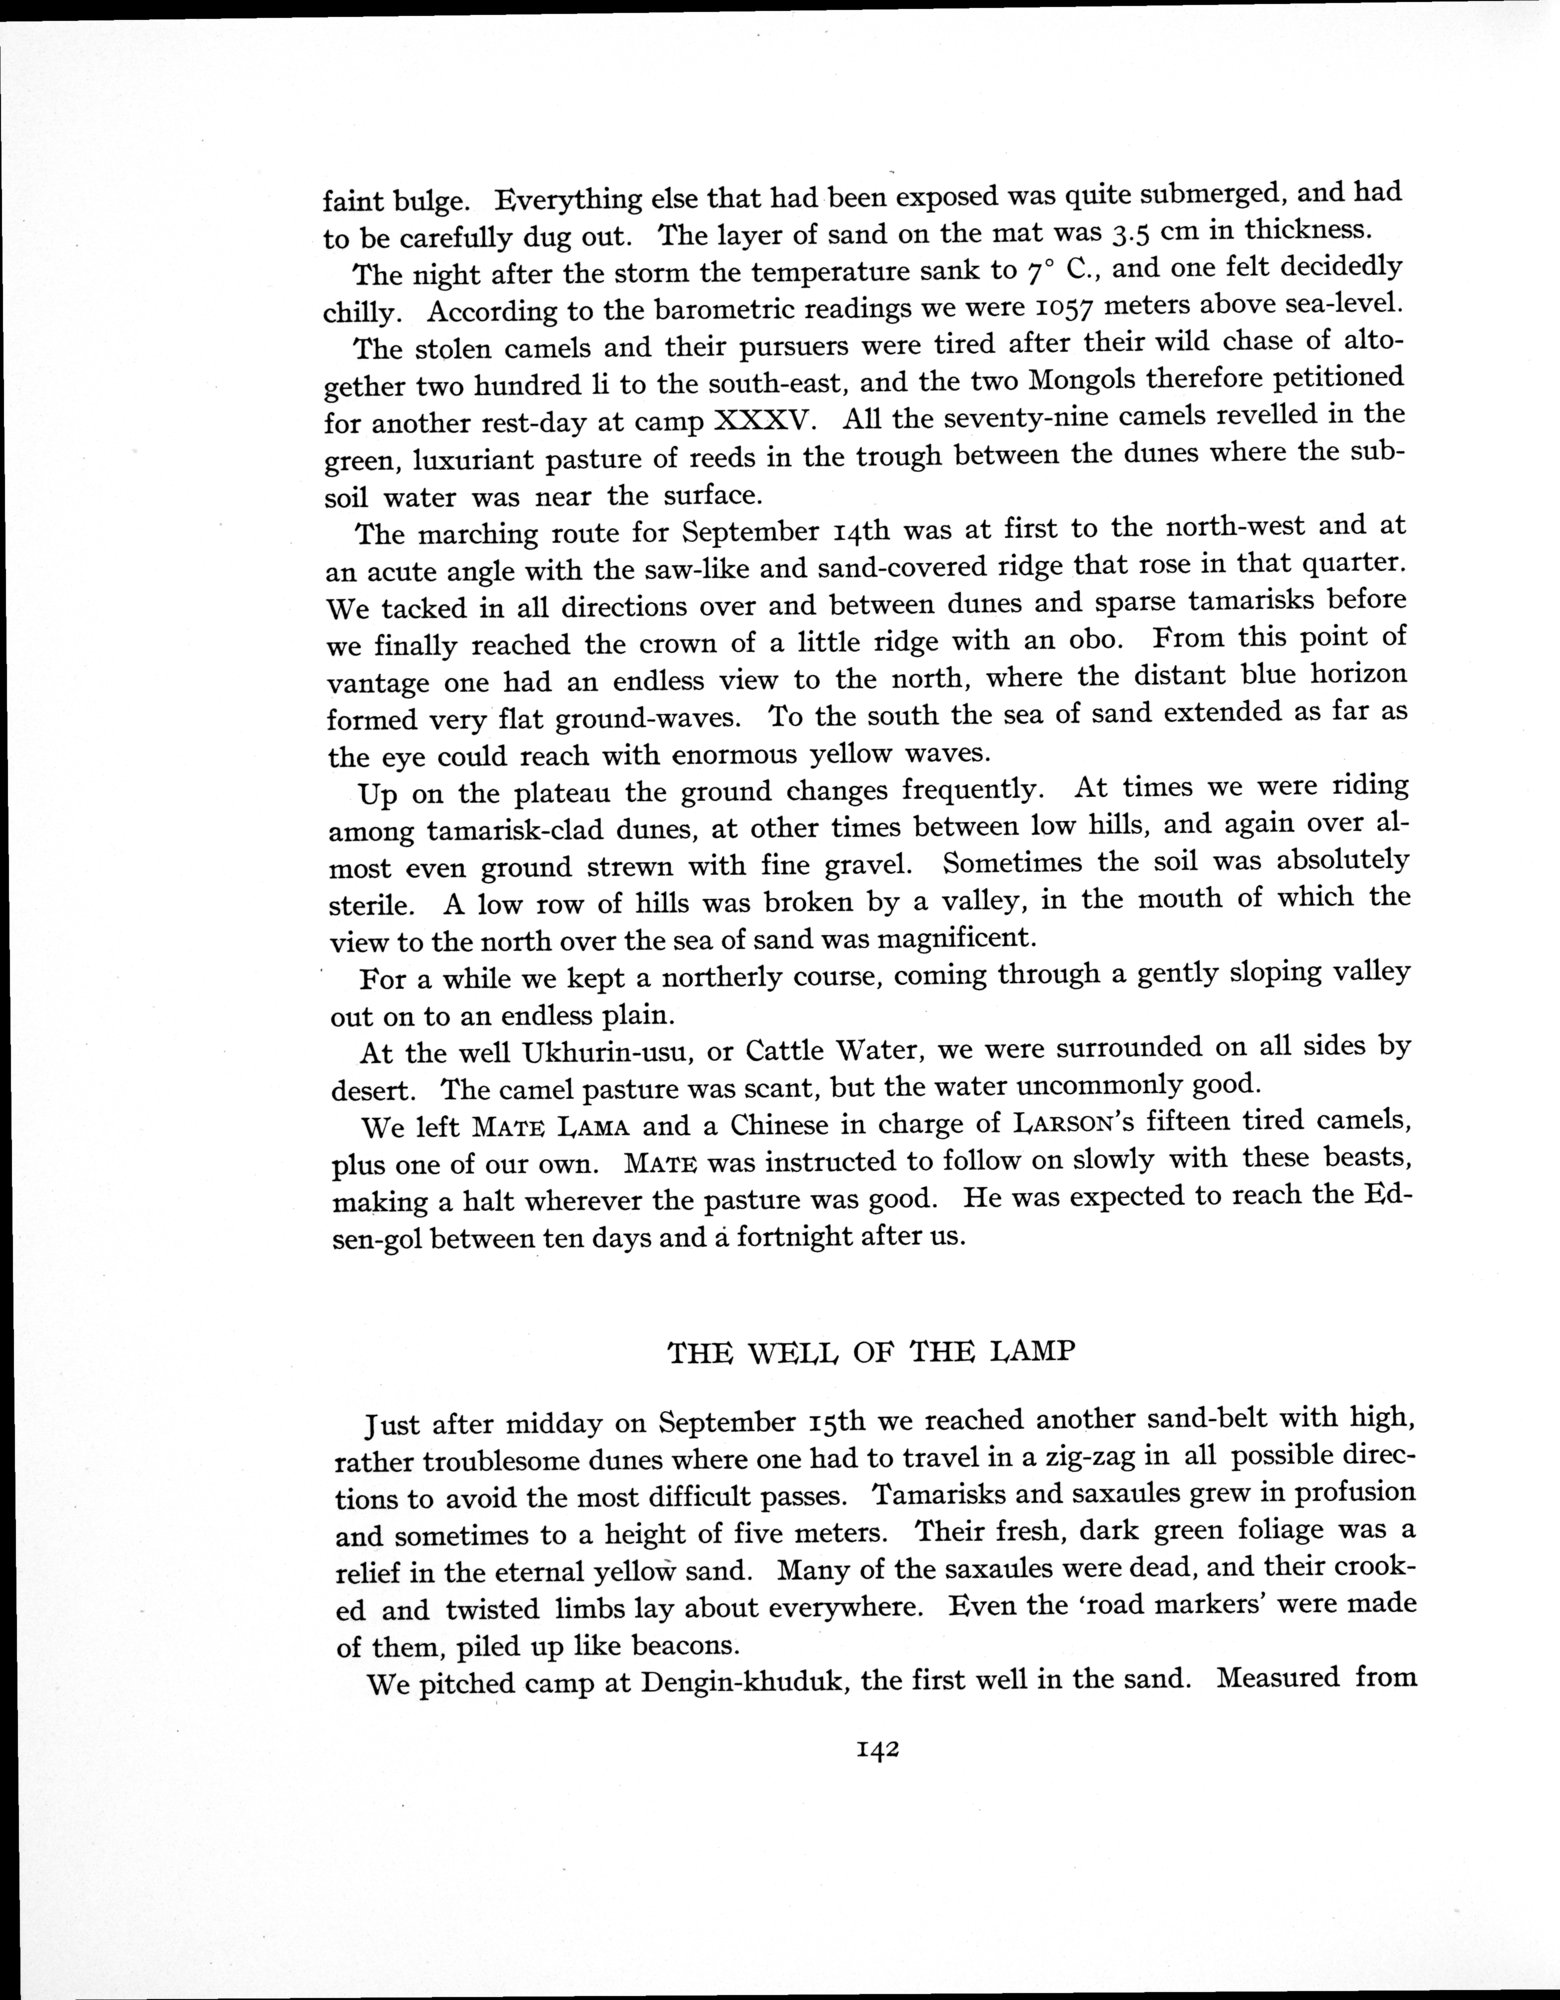 faint bulge. Everything else that had been exposed was quite submerged, and had
to be carefully dug out. The layer of sand on the mat was 3.5 cm in thickness.
The night after the storm the temperature sank to 7° C., and one felt decidedly
chilly. According to the barometric readings we were 1057 meters above sea-level.
The stolen camels and their pursuers were tired after their wild chase of alto-
gether two hundred li to the south-east, and the two Mongols therefore petitioned
for another rest-day at camp XXXV. All the seventy-nine camels revelled in the
green, luxuriant pasture of reeds in the trough between the dunes where the sub-
soil water was near the surface.
The marching route for September 14th was at first to the north-west and at
an acute angle with the saw-like and sand-covered ridge that rose in that quarter.
We tacked in all directions over and between dunes and sparse tamarisks before
we finally reached the crown of a little ridge with an obo. From this point of
vantage one had an endless view to the north, where the distant blue horizon
formed very flat ground-waves. To the south the sea of sand extended as far as
the eye could reach with enormous yellow waves.
Up on the plateau the ground changes frequently. At times we were riding
among tamarisk-clad dunes, at other times between low hills, and again over al-
most even ground strewn with fine gravel. Sometimes the soil was absolutely
sterile. A low row of hills was broken by a valley, in the mouth of which the
view to the north over the sea of sand was magnificent.
For a while we kept a northerly course, coming through a gently sloping valley
out on to an endless plain.
At the well Ukhurin-usu, or Cattle Water, we were surrounded on all sides by
desert. The camel pasture was scant, but the water uncommonly good.
We left MATE LAMA and a Chinese in charge of LARSON's fifteen tired camels,
plus one of our own. MATE was instructed to follow on slowly with these beasts,
making a halt wherever the pasture was good. He was expected to reach the Ed-
sen-gol between ten days and a fortnight after us.
THE WELL OF THE LAMP
Just after midday on September 15th we reached another sand-belt with high,
rather troublesome dunes where one had to travel in a zig-zag in all possible direc-
tions to avoid the most difficult passes. Tamarisks and saxaules grew in profusion
and sometimes to a height of five meters. Their fresh, dark green foliage was a
relief in the eternal yellow sand. Many of the saxaules were dead, and their crook-
ed and twisted limbs lay about everywhere. Even the 'road markers' were made
of them, piled up like beacons.
We pitched camp at Dengin-khuduk, the first well in the sand. Measured from
142